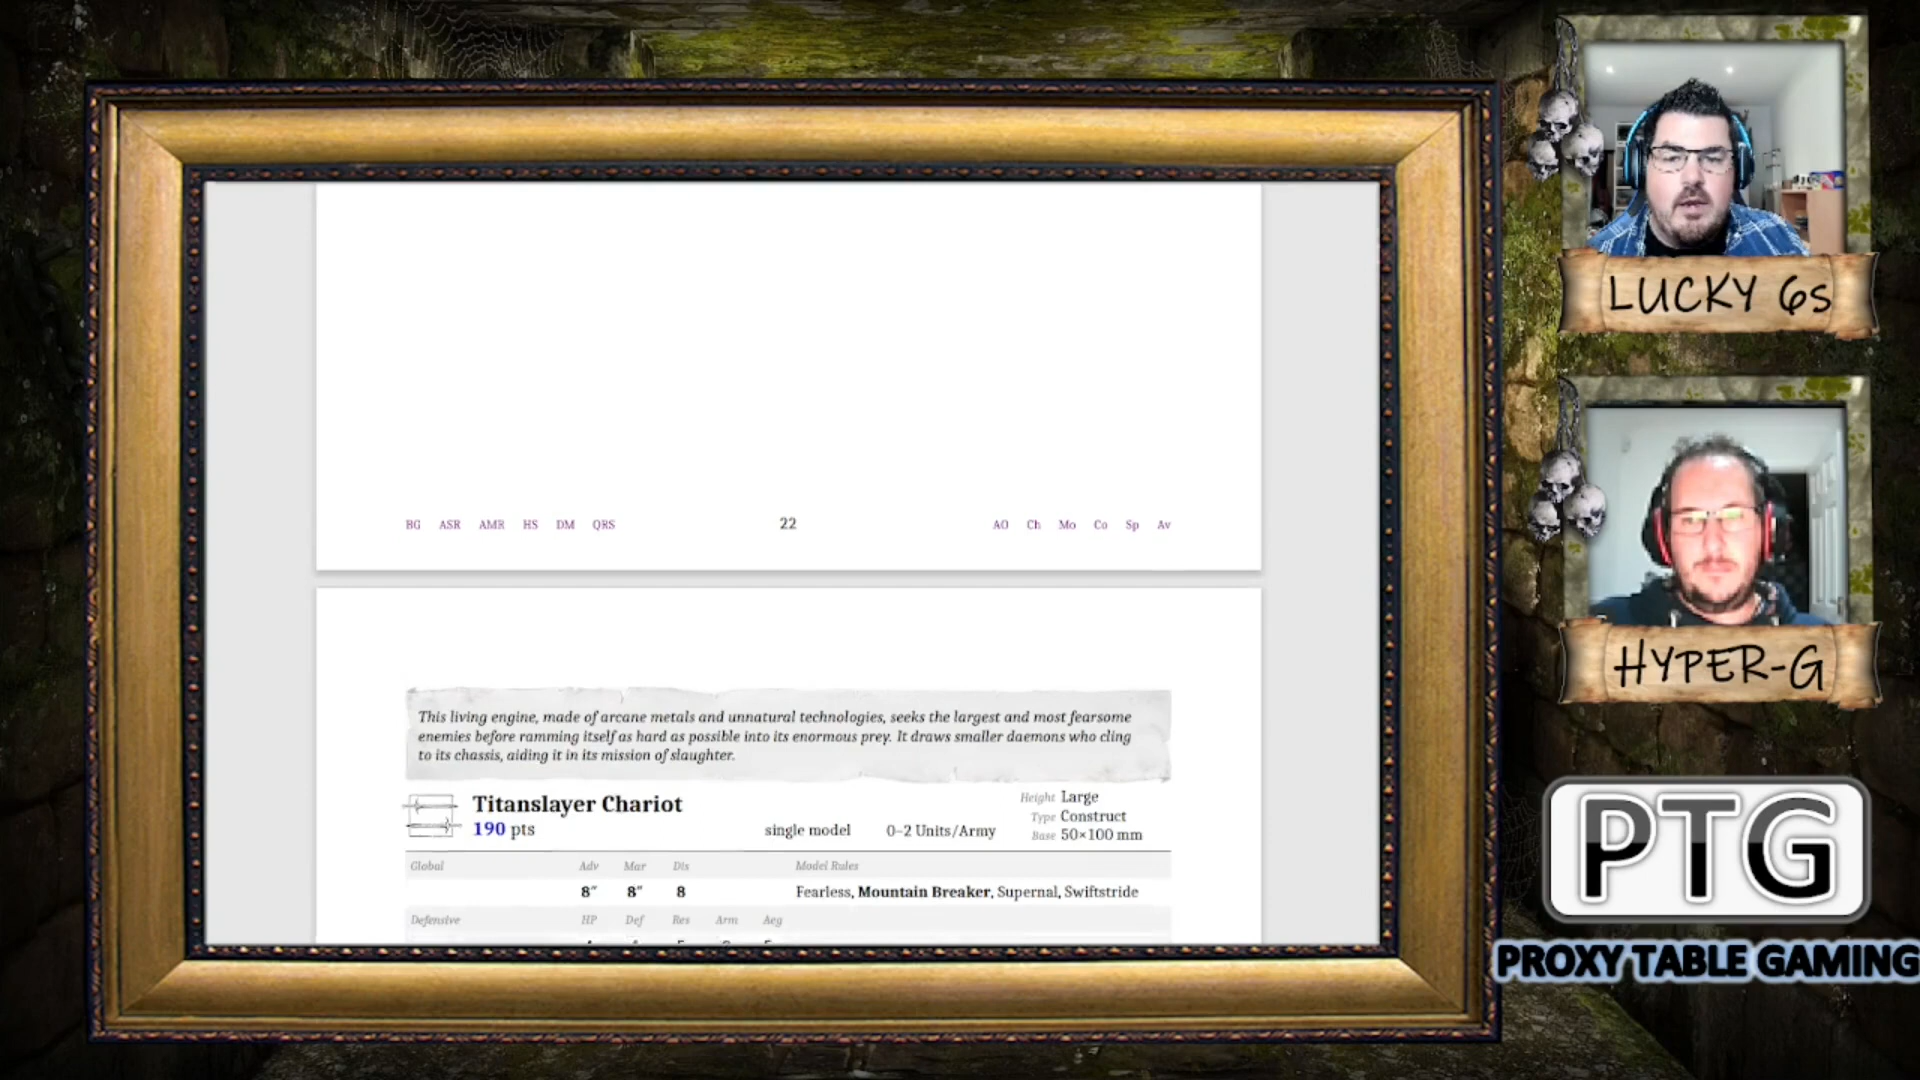 BG ASR AMR HS DM QRS 22 AO Ch Mo Co Sp Av
This living engine, made of arcane metals and unnatural technologies, seeks the largest and most fearsome
enemies before ramming itself as hard as possible into its enormous prey. It draws smaller daemons who cling
to its chassis, aiding it in its mission of slaughter.
Titanslayer Chariot
190 pts
single model 0–2 Units/Army
Height Large
Type Construct
Base 50×100 mm
Global Adv Mar Dis Model Rules
8″ 8″ 8 Fearless, Mountain Breaker, Supernal, Swiftstride
Defensive HP Def Res Arm Aeg
LUCKY 6s
HYPER-G
PTG
PROXY TABLE GAMING